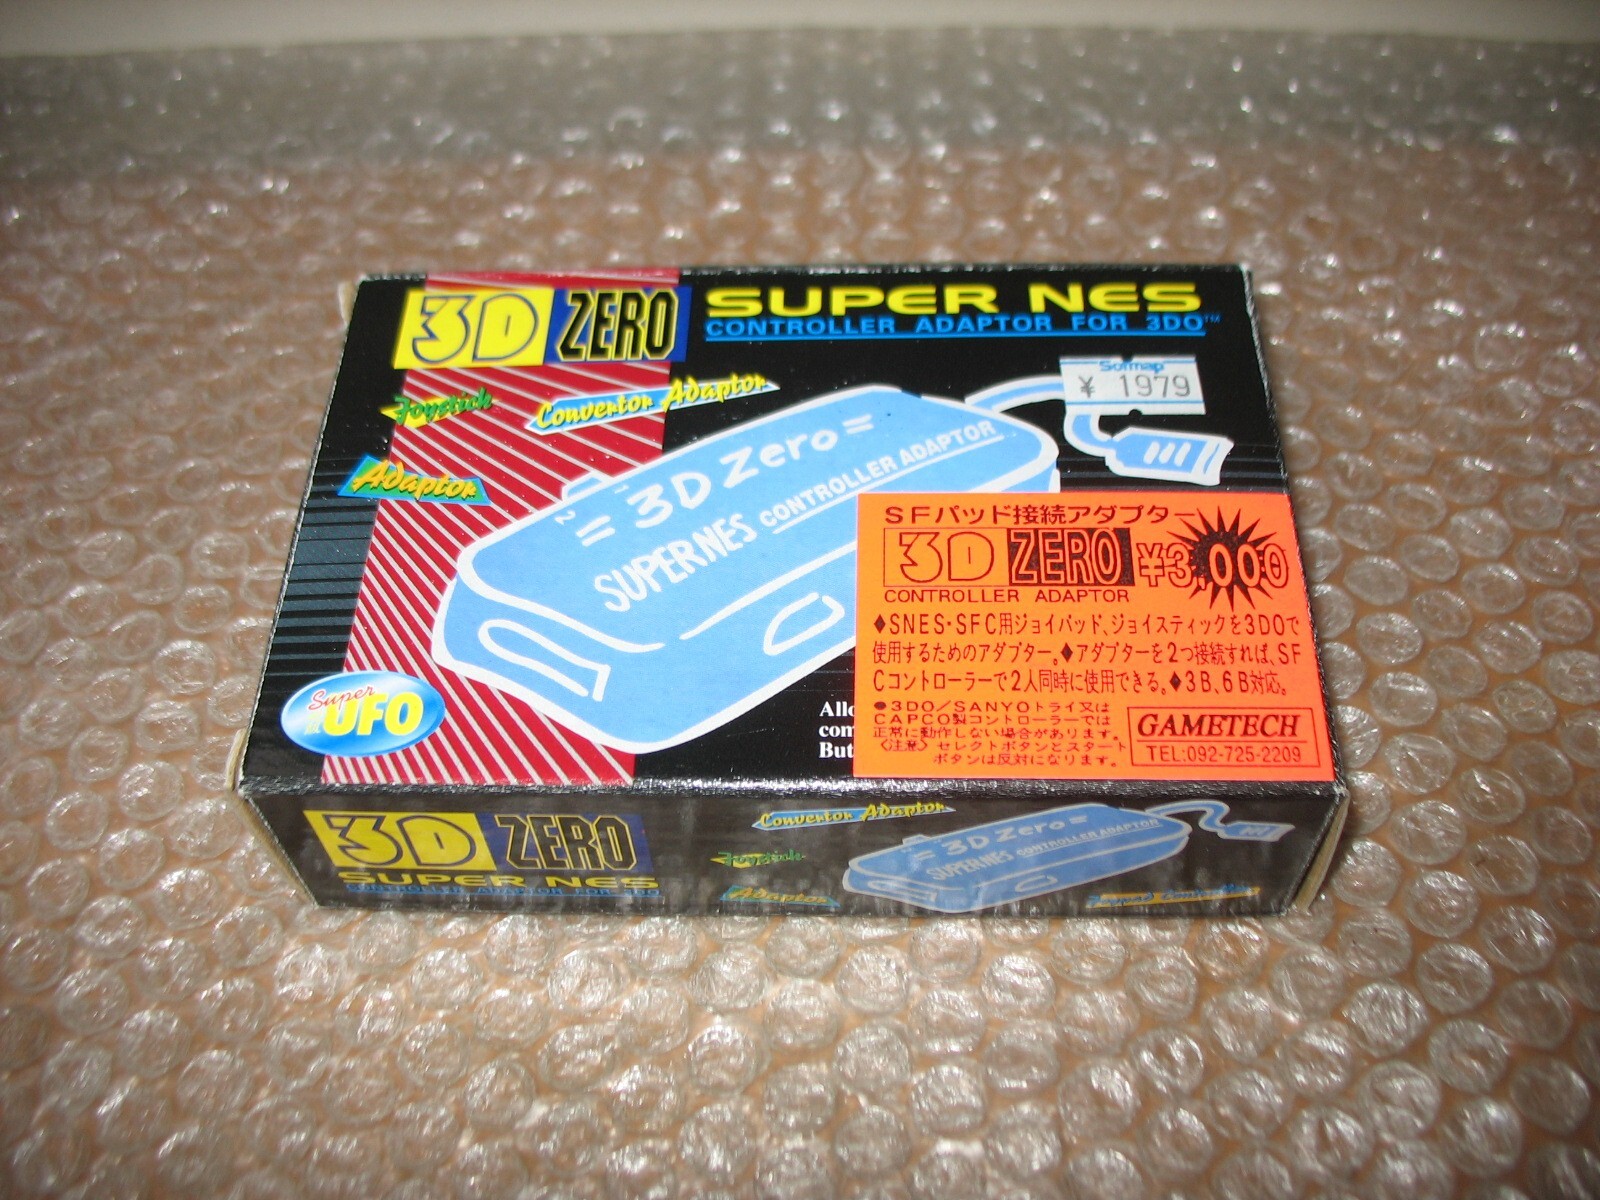 3D ZERO
SUPER NES
CONTROLLER ADAPTOR FOR 3DO™
Sofmap
¥ 1979
Joystick
Convertor Adaptor
Adaptor
2
= 3D Zero =
SUPER NES CONTROLLER ADAPTOR
Super
UFO
com
But
SFパッド接続アダプター
3D ZERO ¥3,000
CONTROLLER ADAPTOR
♦SNES・SFC用ジョイパッド、ジョイスティックを3DOで
使用するためのアダプター。♦アダプターを2つ接続すれば、SF
Cコントローラーで2人同時に使用できる。♦3B、6B対応。
●3DO/SANYOトライ又は
CAPCO製コントローラーでは
正常に動作しない場合があります。
〈注意〉セレクトボタンとスタート
ボタンは反対になります。
GAMETECH
TEL:092-725-2209
3D ZERO
SUPER NES
CONTROLLER ADAPTOR FOR 3DO
Convertor Adaptor
Joystick
Adaptor
= 3D Zero =
SUPER NES CONTROLLER ADAPTOR